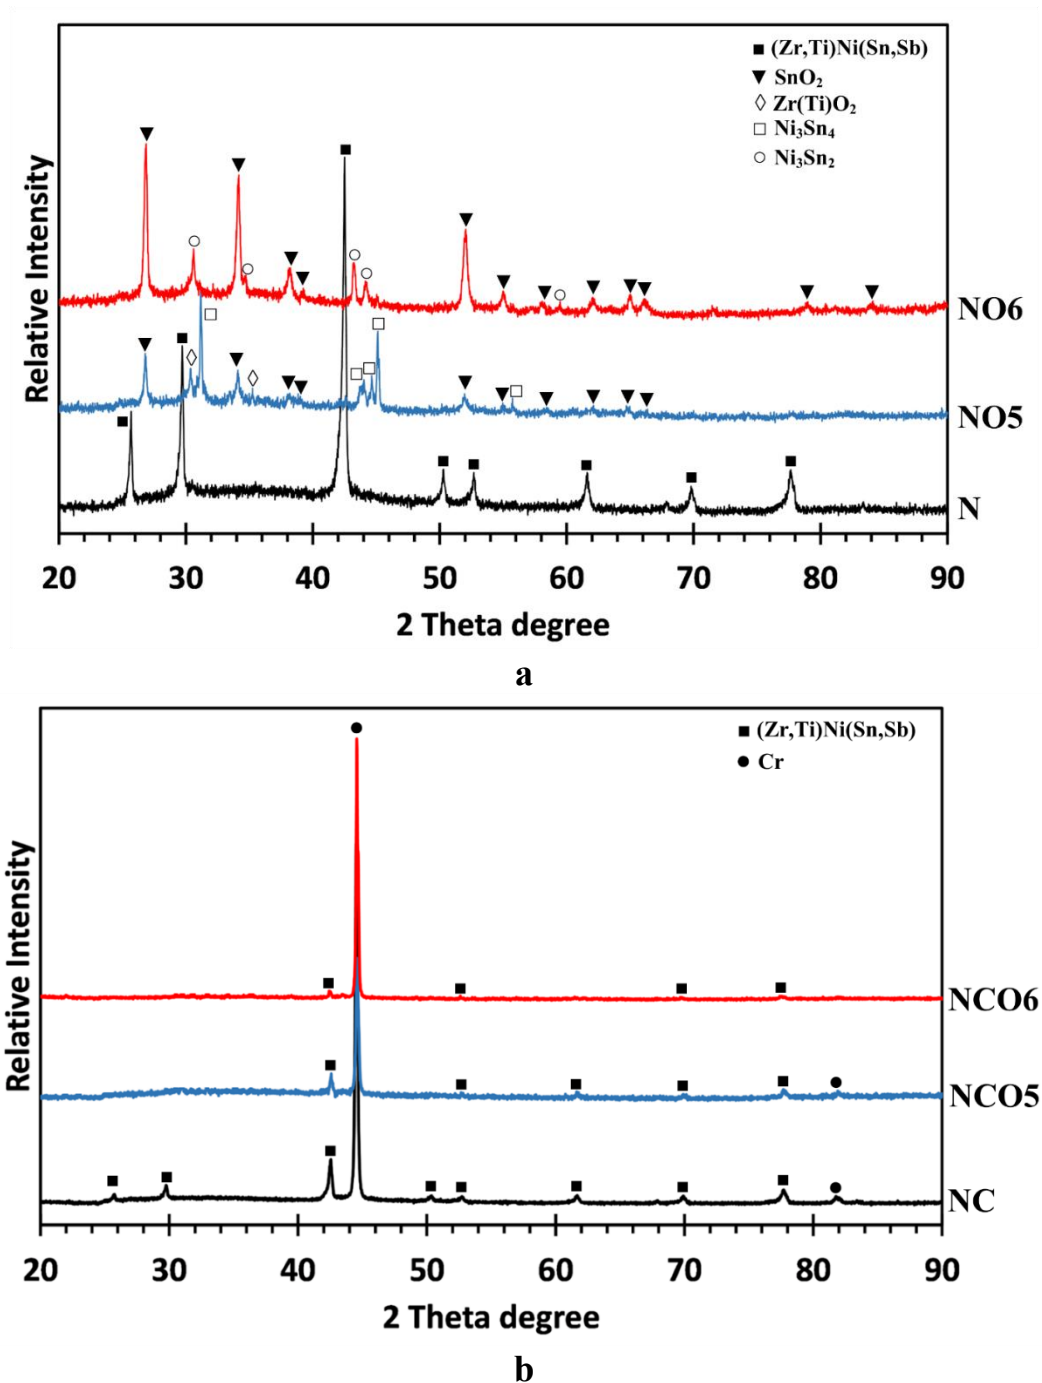 ■ (Zr,Ti)Ni(Sn,Sb)
▼ SnO₂
◊ Zr(Ti)O₂
□ Ni₃Sn₄
○ Ni₃Sn₂
Relative Intensity
NO6
NO5
N
20 30 40 50 60 70 80 90
2 Theta degree
a
■ (Zr,Ti)Ni(Sn,Sb)
● Cr
Relative Intensity
NCO6
NCO5
NC
20 30 40 50 60 70 80 90
2 Theta degree
b